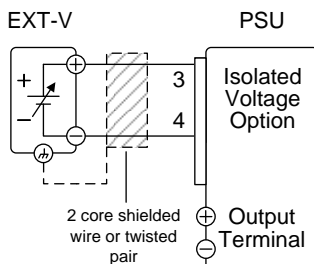 EXT-V
PSU
+
−
+
−
3
4
Isolated
Voltage
Option
2 core shielded
wire or twisted
pair
+
−
Output
Terminal